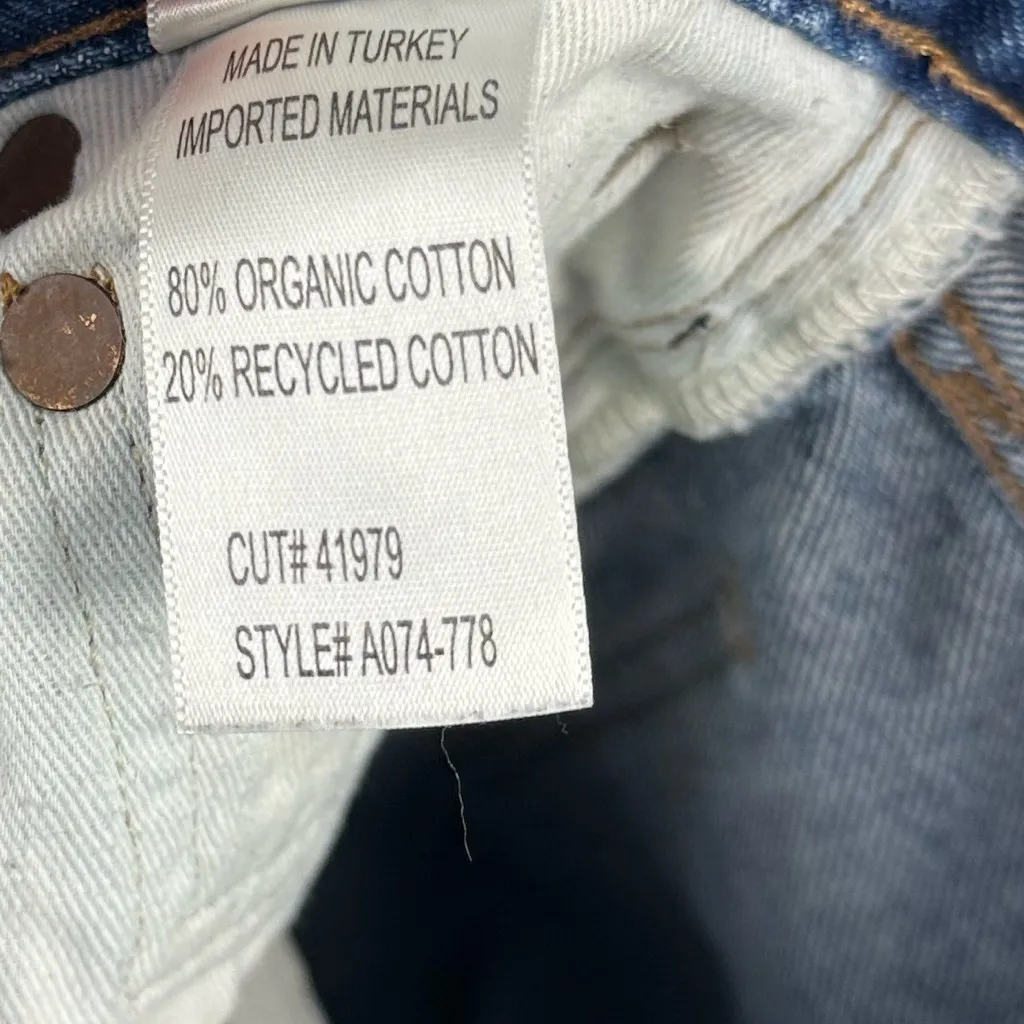 MADE IN TURKEY
IMPORTED MATERIALS
80% ORGANIC COTTON
20% RECYCLED COTTON
CUT# 41979
STYLE# A074-778